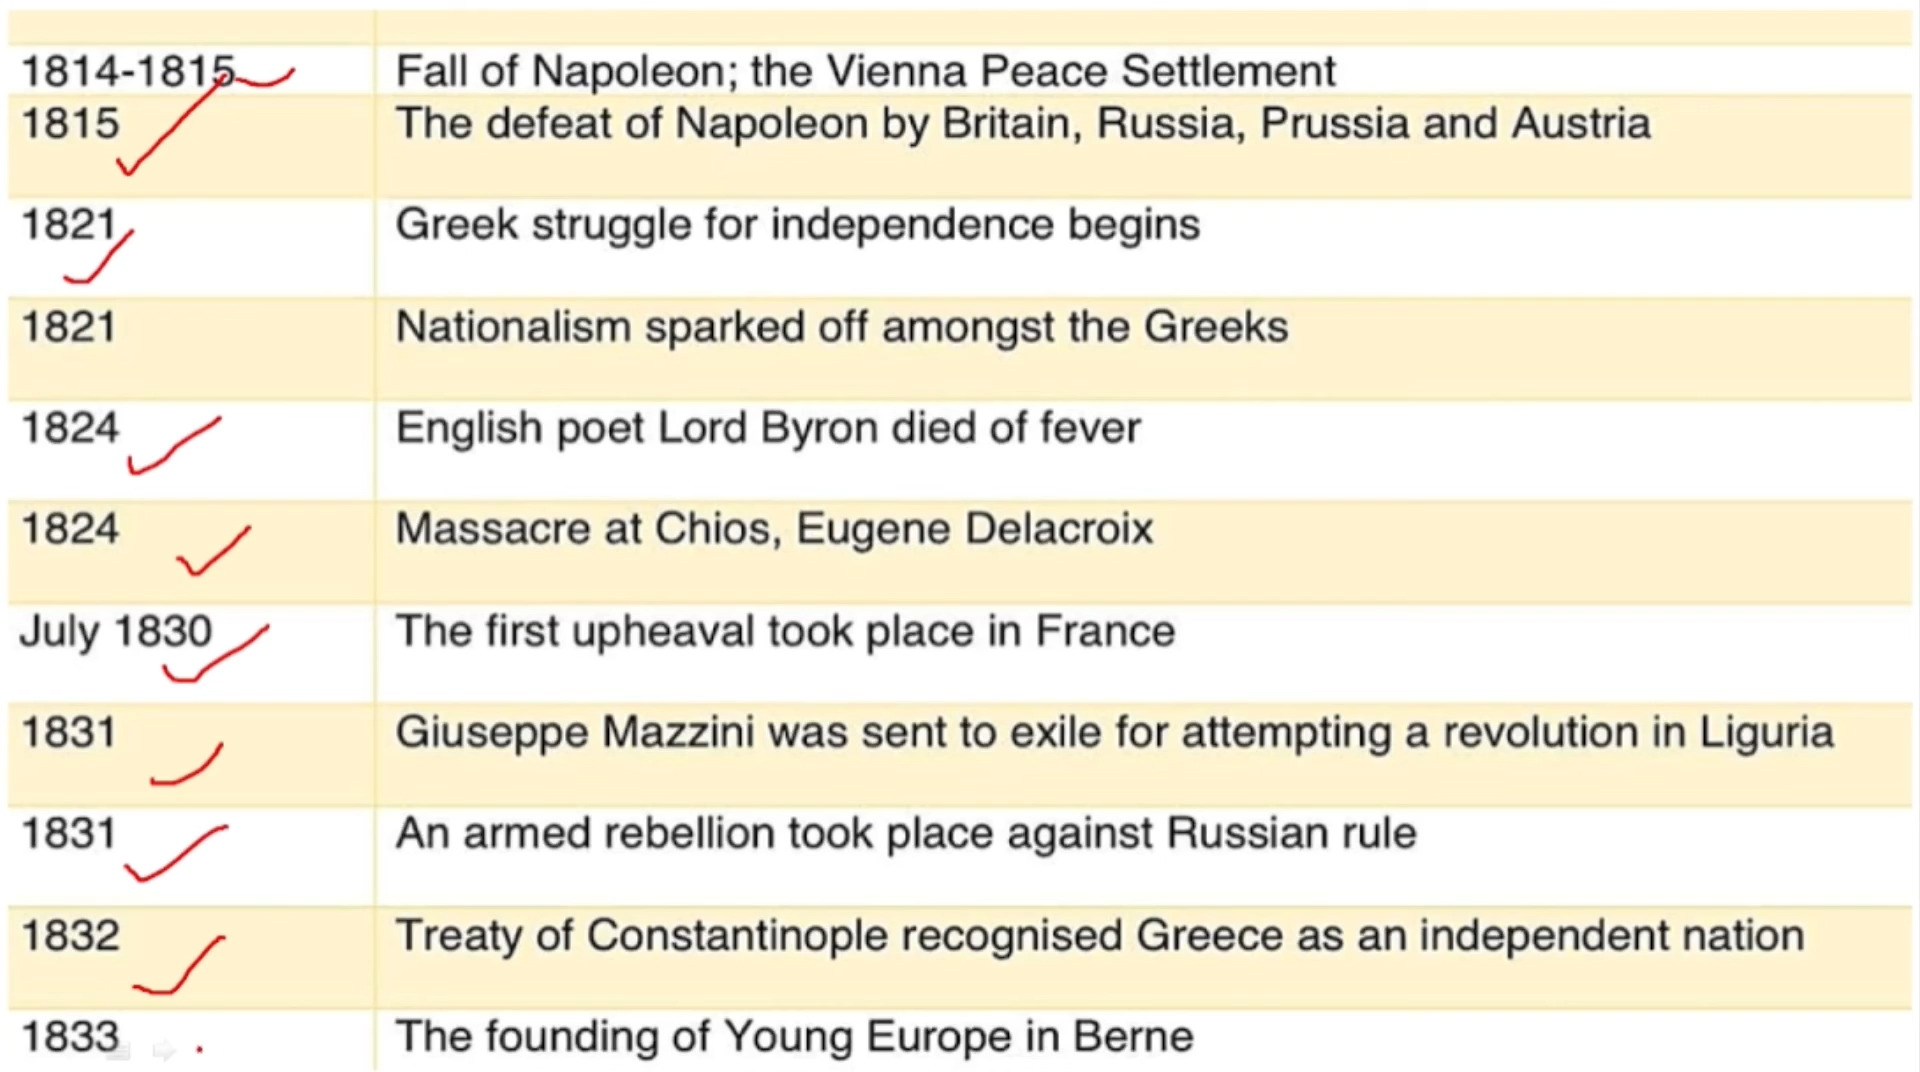 1814-1815 Fall of Napoleon; the Vienna Peace Settlement
1815 The defeat of Napoleon by Britain, Russia, Prussia and Austria
1821 Greek struggle for independence begins
1821 Nationalism sparked off amongst the Greeks
1824 English poet Lord Byron died of fever
1824 Massacre at Chios, Eugene Delacroix
July 1830 The first upheaval took place in France
1831 Giuseppe Mazzini was sent to exile for attempting a revolution in Liguria
1831 An armed rebellion took place against Russian rule
1832 Treaty of Constantinople recognised Greece as an independent nation
1833 The founding of Young Europe in Berne